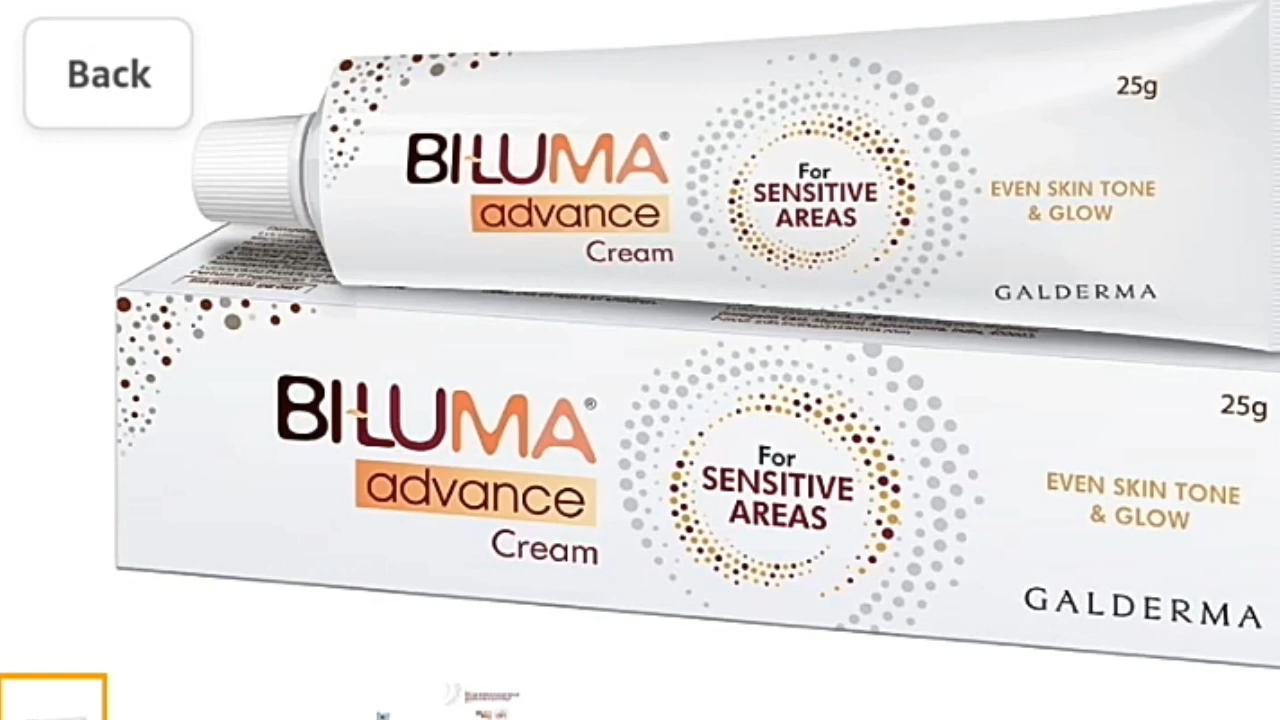 Back
25g
BI-LUMA®
advance
Cream
For
SENSITIVE
AREAS
EVEN SKIN TONE
& GLOW
GALDERMA
25g
BI-LUMA®
advance
Cream
For
SENSITIVE
AREAS
EVEN SKIN TONE
& GLOW
GALDERMA